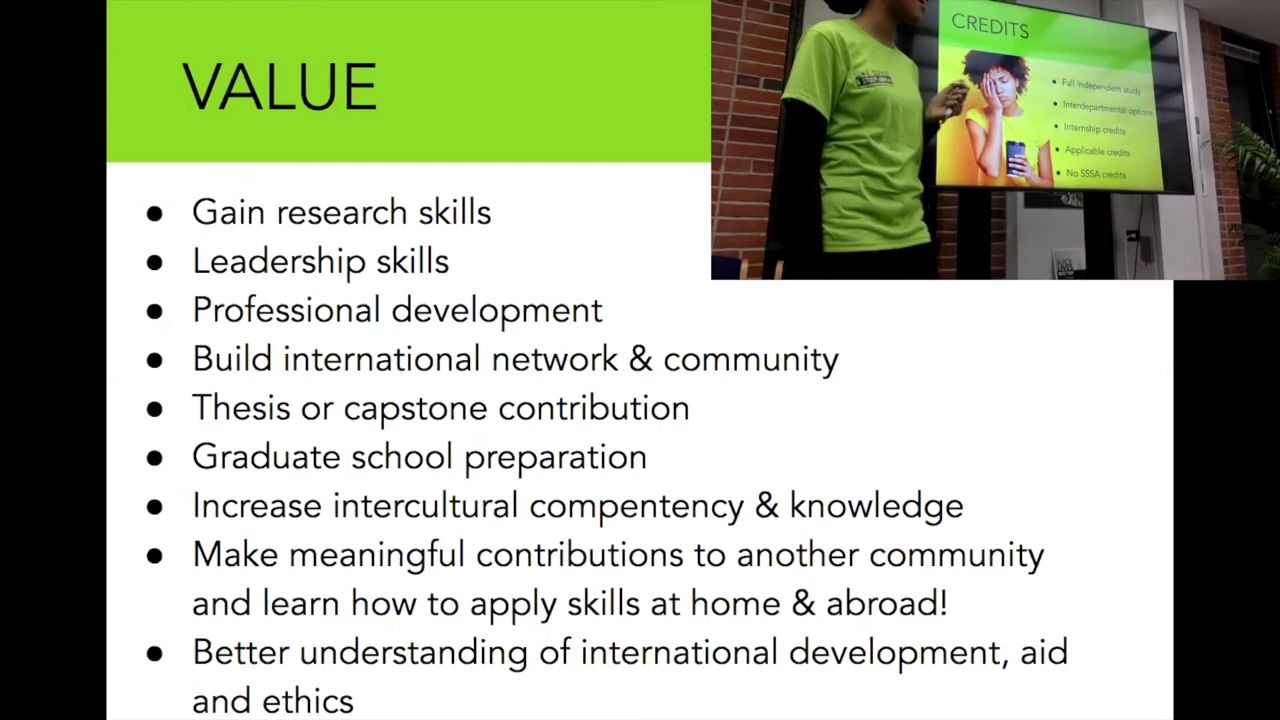 VALUE
● Gain research skills
● Leadership skills
● Professional development
● Build international network & community
● Thesis or capstone contribution
● Graduate school preparation
● Increase intercultural compentency & knowledge
● Make meaningful contributions to another community
and learn how to apply skills at home & abroad!
● Better understanding of international development, aid
and ethics
CREDITS
• Fall independent study
• Interdepartmental options
• Internship credits
• Applicable credits
• No SSSA credits
BLACK
LIVES
MATTER